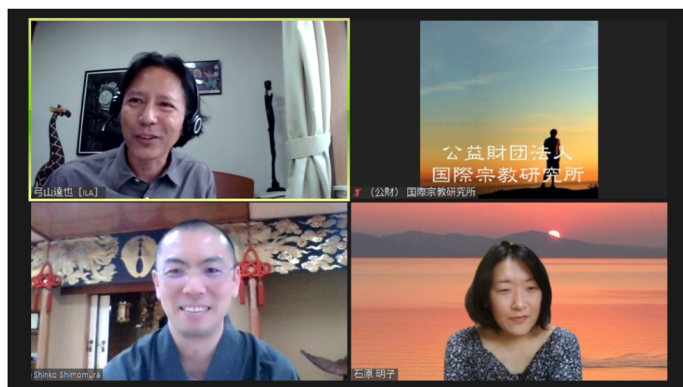 弓山達也 [ILA]
公益財団法人
国際宗教研究所
（公財） 国際宗教研究所
Shinko Shimomura
石原 明子